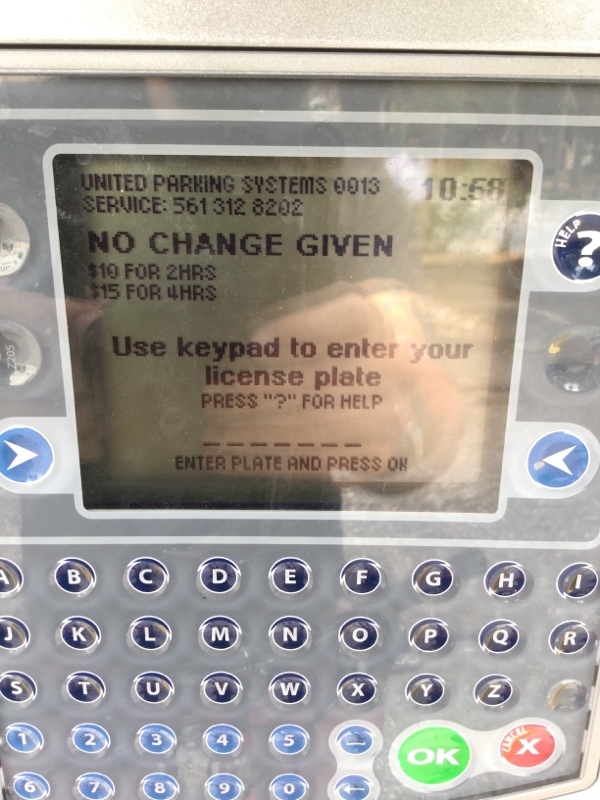 UNITED PARKING SYSTEMS 0013 10:58
SERVICE: 561 312 8202
NO CHANGE GIVEN
$10 FOR 2HRS
$15 FOR 4HRS
Use keypad to enter your
license plate
PRESS "?" FOR HELP
_ _ _ _ _ _ _
ENTER PLATE AND PRESS OK
HELP ?
Z205
A B C D E F G H I
J K L M N O P Q R
S T U V W X Y Z
1 2 3 4 5
OK CANCEL X
6 7 8 9 0